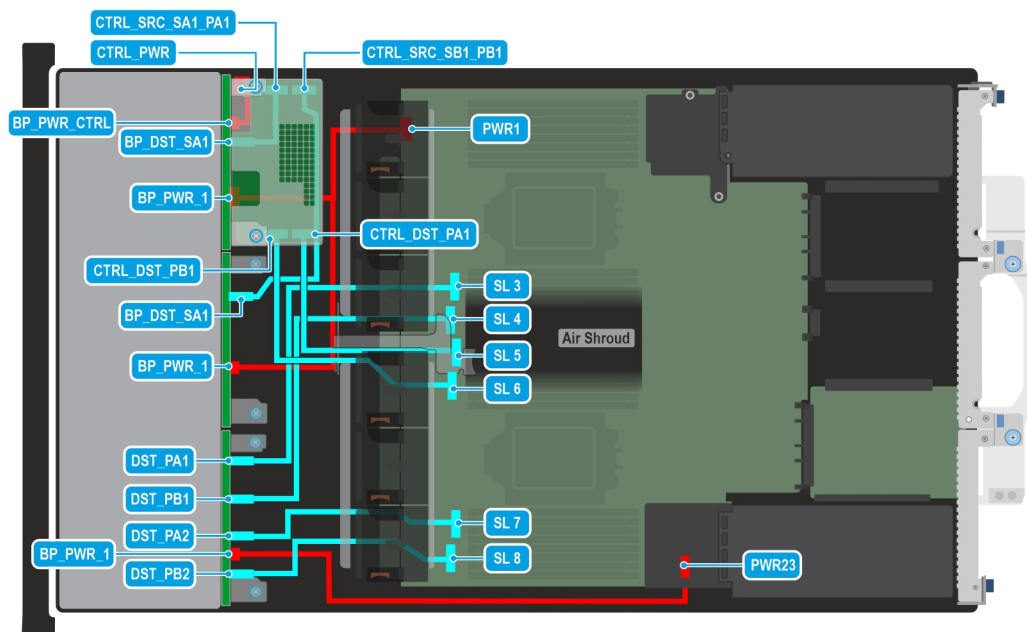 CTRL_SRC_SA1_PA1
CTRL_PWR
CTRL_SRC_SB1_PB1
BP_PWR_CTRL
PWR1
BP_DST_SA1
BP_PWR_1
CTRL_DST_PA1
CTRL_DST_PB1
SL 3
BP_DST_SA1
SL 4
Air Shroud
SL 5
BP_PWR_1
SL 6
DST_PA1
DST_PB1
SL 7
DST_PA2
BP_PWR_1
SL 8
PWR23
DST_PB2